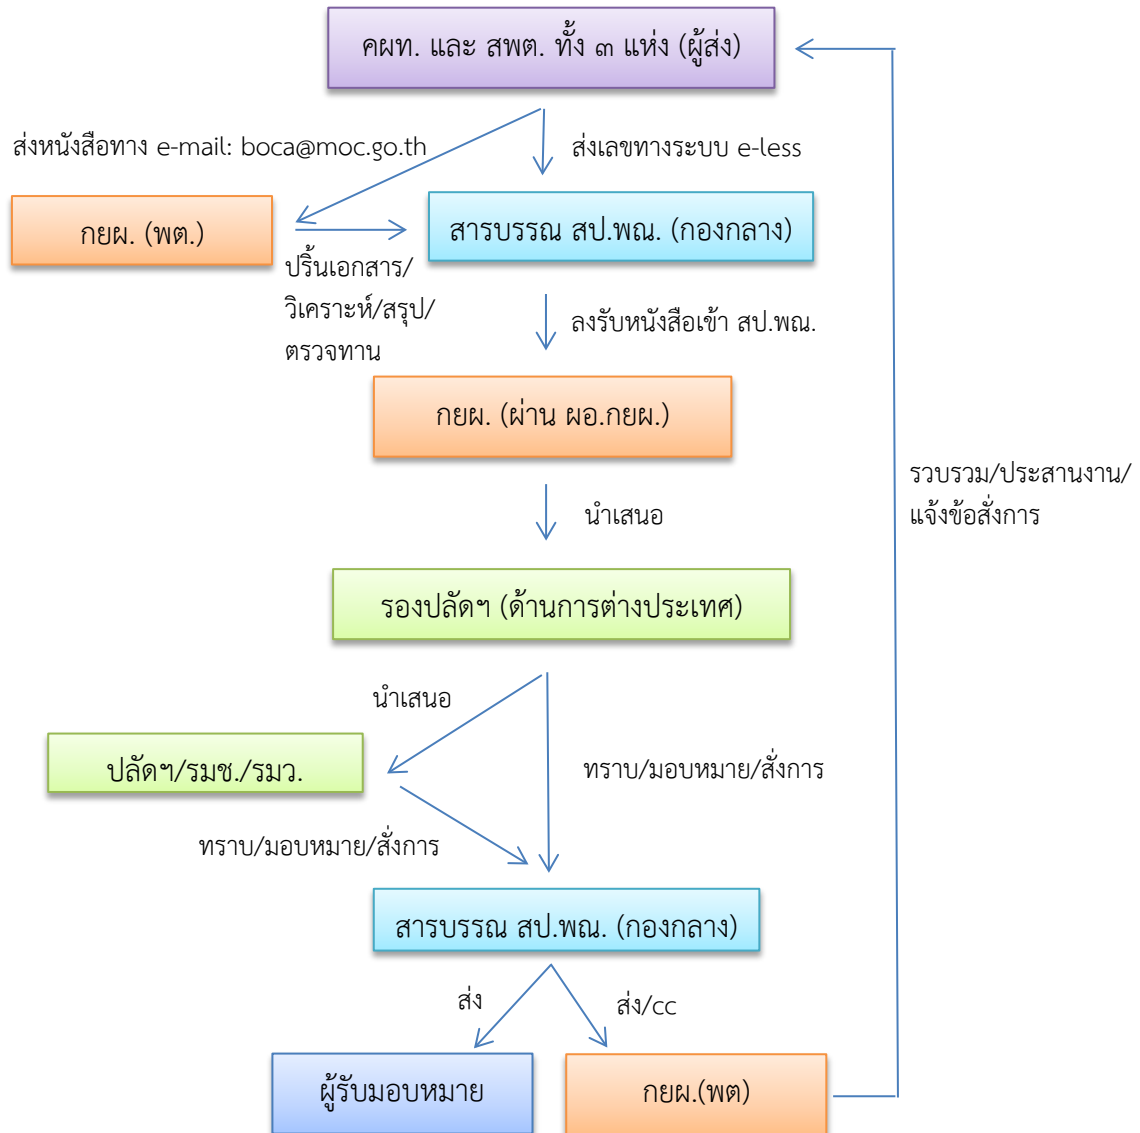 คผท. และ สพต. ทั้ง ๓ แห่ง (ผู้ส่ง)
ส่งหนังสือทาง e-mail: boca@moc.go.th
ส่งเลขทางระบบ e-less
กยผ. (พต.)
สารบรรณ สป.พณ. (กองกลาง)
ปริ้นเอกสาร/
วิเคราะห์/สรุป/
ตรวจทาน
ลงรับหนังสือเข้า สป.พณ.
กยผ. (ผ่าน ผอ.กยผ.)
รวบรวม/ประสานงาน/
แจ้งข้อสั่งการ
นำเสนอ
รองปลัดฯ (ด้านการต่างประเทศ)
นำเสนอ
ปลัดฯ/รมช./รมว.
ทราบ/มอบหมาย/สั่งการ
ทราบ/มอบหมาย/สั่งการ
สารบรรณ สป.พณ. (กองกลาง)
ส่ง
ส่ง/cc
ผู้รับมอบหมาย
กยผ.(พต)